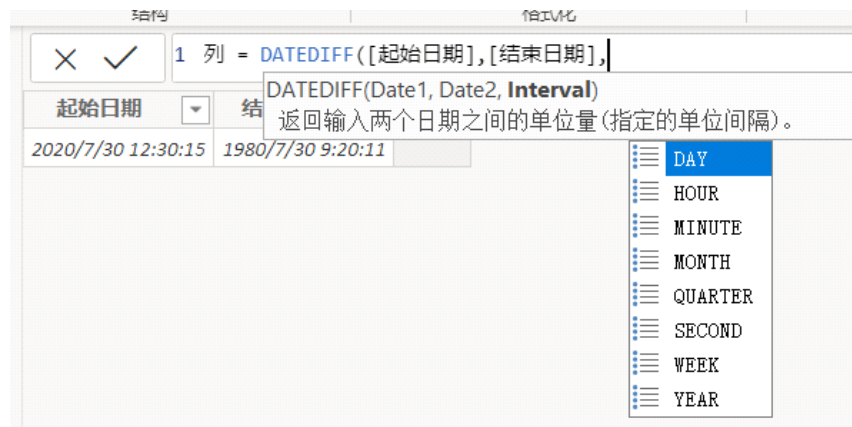 结构 格式化
1 列 = DATEDIFF([起始日期],[结束日期],
DATEDIFF(Date1, Date2, Interval)
起始日期 结
返回输入两个日期之间的单位量(指定的单位间隔)。
2020/7/30 12:30:15 1980/7/30 9:20:11
DAY
HOUR
MINUTE
MONTH
QUARTER
SECOND
WEEK
YEAR